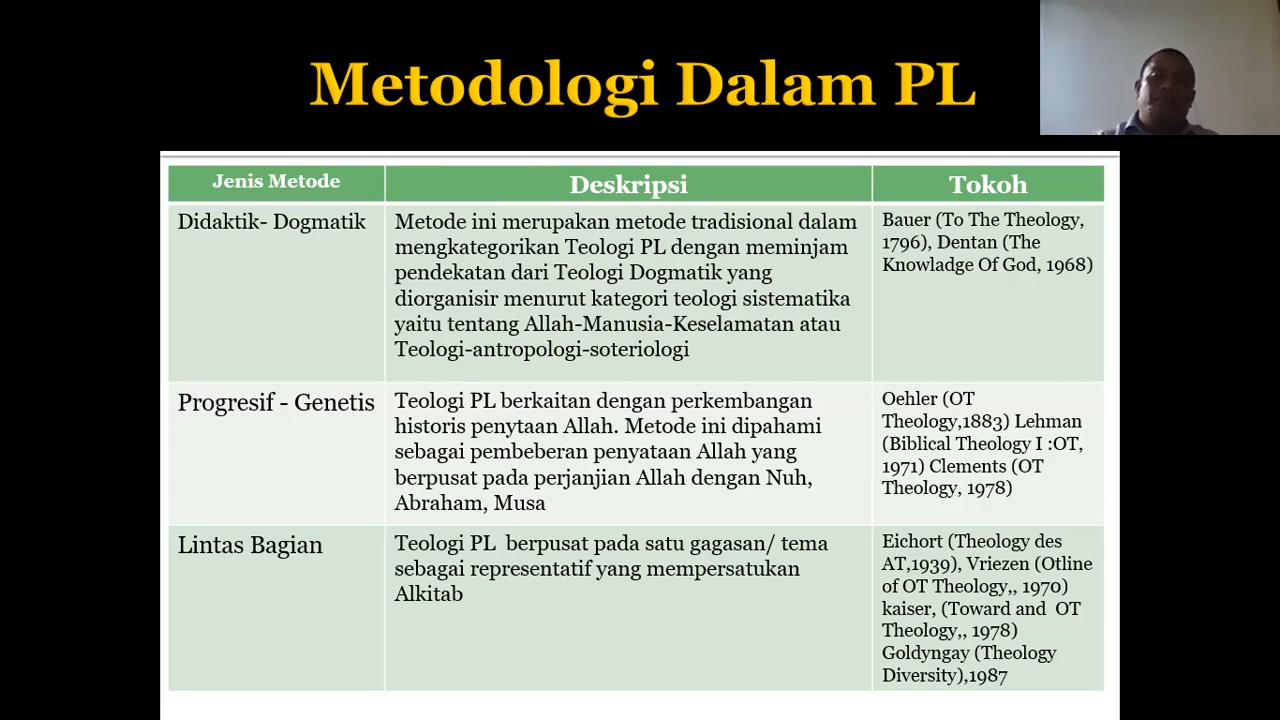 Metodologi Dalam PL
Jenis Metode
Deskripsi
Tokoh
Didaktik- Dogmatik
Metode ini merupakan metode tradisional dalam
mengkategorikan Teologi PL dengan meminjam
pendekatan dari Teologi Dogmatik yang
diorganisir menurut kategori teologi sistematika
yaitu tentang Allah-Manusia-Keselamatan atau
Teologi-antropologi-soteriologi
Bauer (To The Theology,
1796), Dentan (The
Knowladge Of God, 1968)
Progresif - Genetis
Teologi PL berkaitan dengan perkembangan
historis penytaan Allah. Metode ini dipahami
sebagai pembeberan penyataan Allah yang
berpusat pada perjanjian Allah dengan Nuh,
Abraham, Musa
Oehler (OT
Theology,1883) Lehman
(Biblical Theology I :OT,
1971) Clements (OT
Theology, 1978)
Lintas Bagian
Teologi PL  berpusat pada satu gagasan/ tema
sebagai representatif yang mempersatukan
Alkitab
Eichort (Theology des
AT,1939), Vriezen (Otline
of OT Theology,, 1970)
kaiser, (Toward and  OT
Theology,, 1978)
Goldyngay (Theology
Diversity),1987